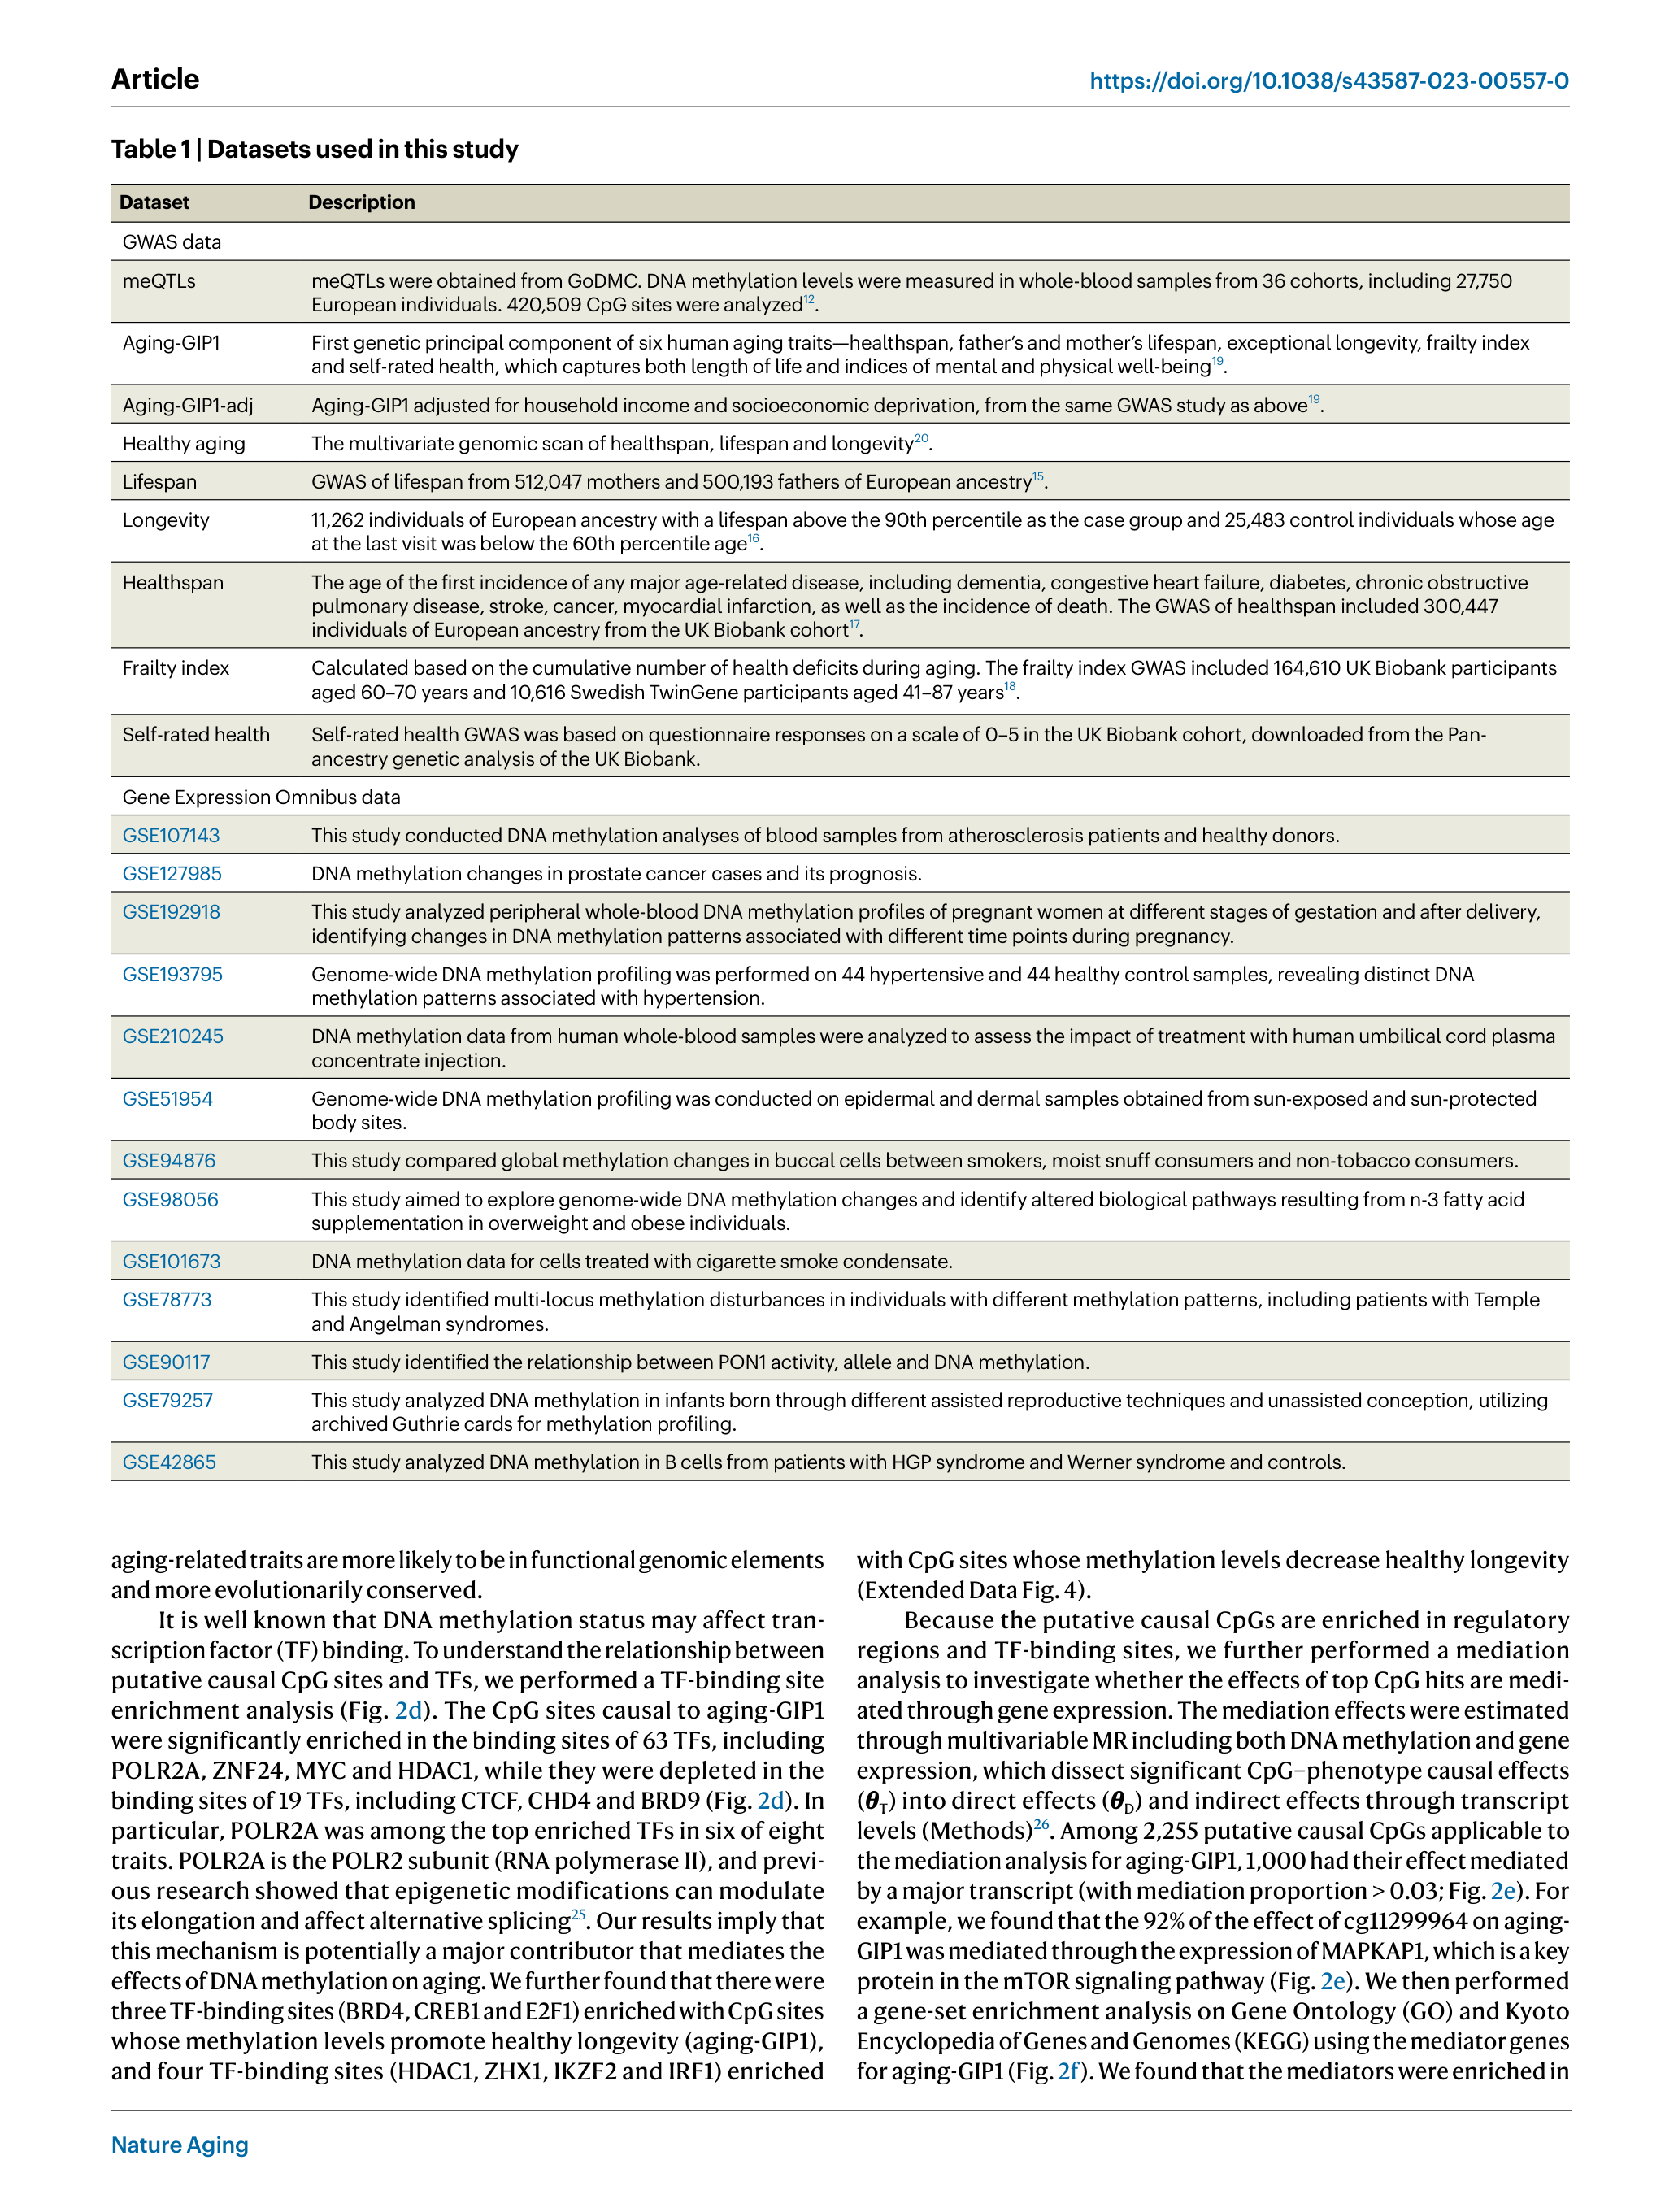 Article
https://doi.org/10.1038/s43587-023-00557-0
Table 1 | Datasets used in this study
Dataset Description
GWAS data
meQTLs meQTLs were obtained from GoDMC. DNA methylation levels were measured in whole-blood samples from 36 cohorts, including 27,750
European individuals. 420,509 CpG sites were analyzed12.
Aging-GIP1 First genetic principal component of six human aging traits—healthspan, father’s and mother’s lifespan, exceptional longevity, frailty index
and self-rated health, which captures both length of life and indices of mental and physical well-being19.
Aging-GIP1-adj Aging-GIP1 adjusted for household income and socioeconomic deprivation, from the same GWAS study as above19.
Healthy aging The multivariate genomic scan of healthspan, lifespan and longevity20.
Lifespan GWAS of lifespan from 512,047 mothers and 500,193 fathers of European ancestry15.
Longevity 11,262 individuals of European ancestry with a lifespan above the 90th percentile as the case group and 25,483 control individuals whose age
at the last visit was below the 60th percentile age16.
Healthspan The age of the first incidence of any major age-related disease, including dementia, congestive heart failure, diabetes, chronic obstructive
pulmonary disease, stroke, cancer, myocardial infarction, as well as the incidence of death. The GWAS of healthspan included 300,447
individuals of European ancestry from the UK Biobank cohort17.
Frailty index Calculated based on the cumulative number of health deficits during aging. The frailty index GWAS included 164,610 UK Biobank participants
aged 60–70 years and 10,616 Swedish TwinGene participants aged 41–87 years18.
Self-rated health Self-rated health GWAS was based on questionnaire responses on a scale of 0–5 in the UK Biobank cohort, downloaded from the Pan-
ancestry genetic analysis of the UK Biobank.
Gene Expression Omnibus data
GSE107143 This study conducted DNA methylation analyses of blood samples from atherosclerosis patients and healthy donors.
GSE127985 DNA methylation changes in prostate cancer cases and its prognosis.
GSE192918 This study analyzed peripheral whole-blood DNA methylation profiles of pregnant women at different stages of gestation and after delivery,
identifying changes in DNA methylation patterns associated with different time points during pregnancy.
GSE193795 Genome-wide DNA methylation profiling was performed on 44 hypertensive and 44 healthy control samples, revealing distinct DNA
methylation patterns associated with hypertension.
GSE210245 DNA methylation data from human whole-blood samples were analyzed to assess the impact of treatment with human umbilical cord plasma
concentrate injection.
GSE51954 Genome-wide DNA methylation profiling was conducted on epidermal and dermal samples obtained from sun-exposed and sun-protected
body sites.
GSE94876 This study compared global methylation changes in buccal cells between smokers, moist snuff consumers and non-tobacco consumers.
GSE98056 This study aimed to explore genome-wide DNA methylation changes and identify altered biological pathways resulting from n-3 fatty acid
supplementation in overweight and obese individuals.
GSE101673 DNA methylation data for cells treated with cigarette smoke condensate.
GSE78773 This study identified multi-locus methylation disturbances in individuals with different methylation patterns, including patients with Temple
and Angelman syndromes.
GSE90117 This study identified the relationship between PON1 activity, allele and DNA methylation.
GSE79257 This study analyzed DNA methylation in infants born through different assisted reproductive techniques and unassisted conception, utilizing
archived Guthrie cards for methylation profiling.
GSE42865 This study analyzed DNA methylation in B cells from patients with HGP syndrome and Werner syndrome and controls.
aging-related traits are more likely to be in functional genomic elements
and more evolutionarily conserved.
It is well known that DNA methylation status may affect tran-
scription factor (TF) binding. To understand the relationship between
putative causal CpG sites and TFs, we performed a TF-binding site
enrichment analysis (Fig. 2d). The CpG sites causal to aging-GIP1
were significantly enriched in the binding sites of 63 TFs, including
POLR2A, ZNF24, MYC and HDAC1, while they were depleted in the
binding sites of 19 TFs, including CTCF, CHD4 and BRD9 (Fig. 2d). In
particular, POLR2A was among the top enriched TFs in six of eight
traits. POLR2A is the POLR2 subunit (RNA polymerase II), and previ-
ous research showed that epigenetic modifications can modulate
its elongation and affect alternative splicing25. Our results imply that
this mechanism is potentially a major contributor that mediates the
effects of DNA methylation on aging. We further found that there were
three TF-binding sites (BRD4, CREB1 and E2F1) enriched with CpG sites
whose methylation levels promote healthy longevity (aging-GIP1),
and four TF-binding sites (HDAC1, ZHX1, IKZF2 and IRF1) enriched
with CpG sites whose methylation levels decrease healthy longevity
(Extended Data Fig. 4).
Because the putative causal CpGs are enriched in regulatory
regions and TF-binding sites, we further performed a mediation
analysis to investigate whether the effects of top CpG hits are medi-
ated through gene expression. The mediation effects were estimated
through multivariable MR including both DNA methylation and gene
expression, which dissect significant CpG–phenotype causal effects
(θT) into direct effects (θD) and indirect effects through transcript
levels (Methods)26. Among 2,255 putative causal CpGs applicable to
the mediation analysis for aging-GIP1, 1,000 had their effect mediated
by a major transcript (with mediation proportion > 0.03; Fig. 2e). For
example, we found that the 92% of the effect of cg11299964 on aging-
GIP1 was mediated through the expression of MAPKAP1, which is a key
protein in the mTOR signaling pathway (Fig. 2e). We then performed
a gene-set enrichment analysis on Gene Ontology (GO) and Kyoto
Encyclopedia of Genes and Genomes (KEGG) using the mediator genes
for aging-GIP1 (Fig. 2f). We found that the mediators were enriched in
Nature Aging